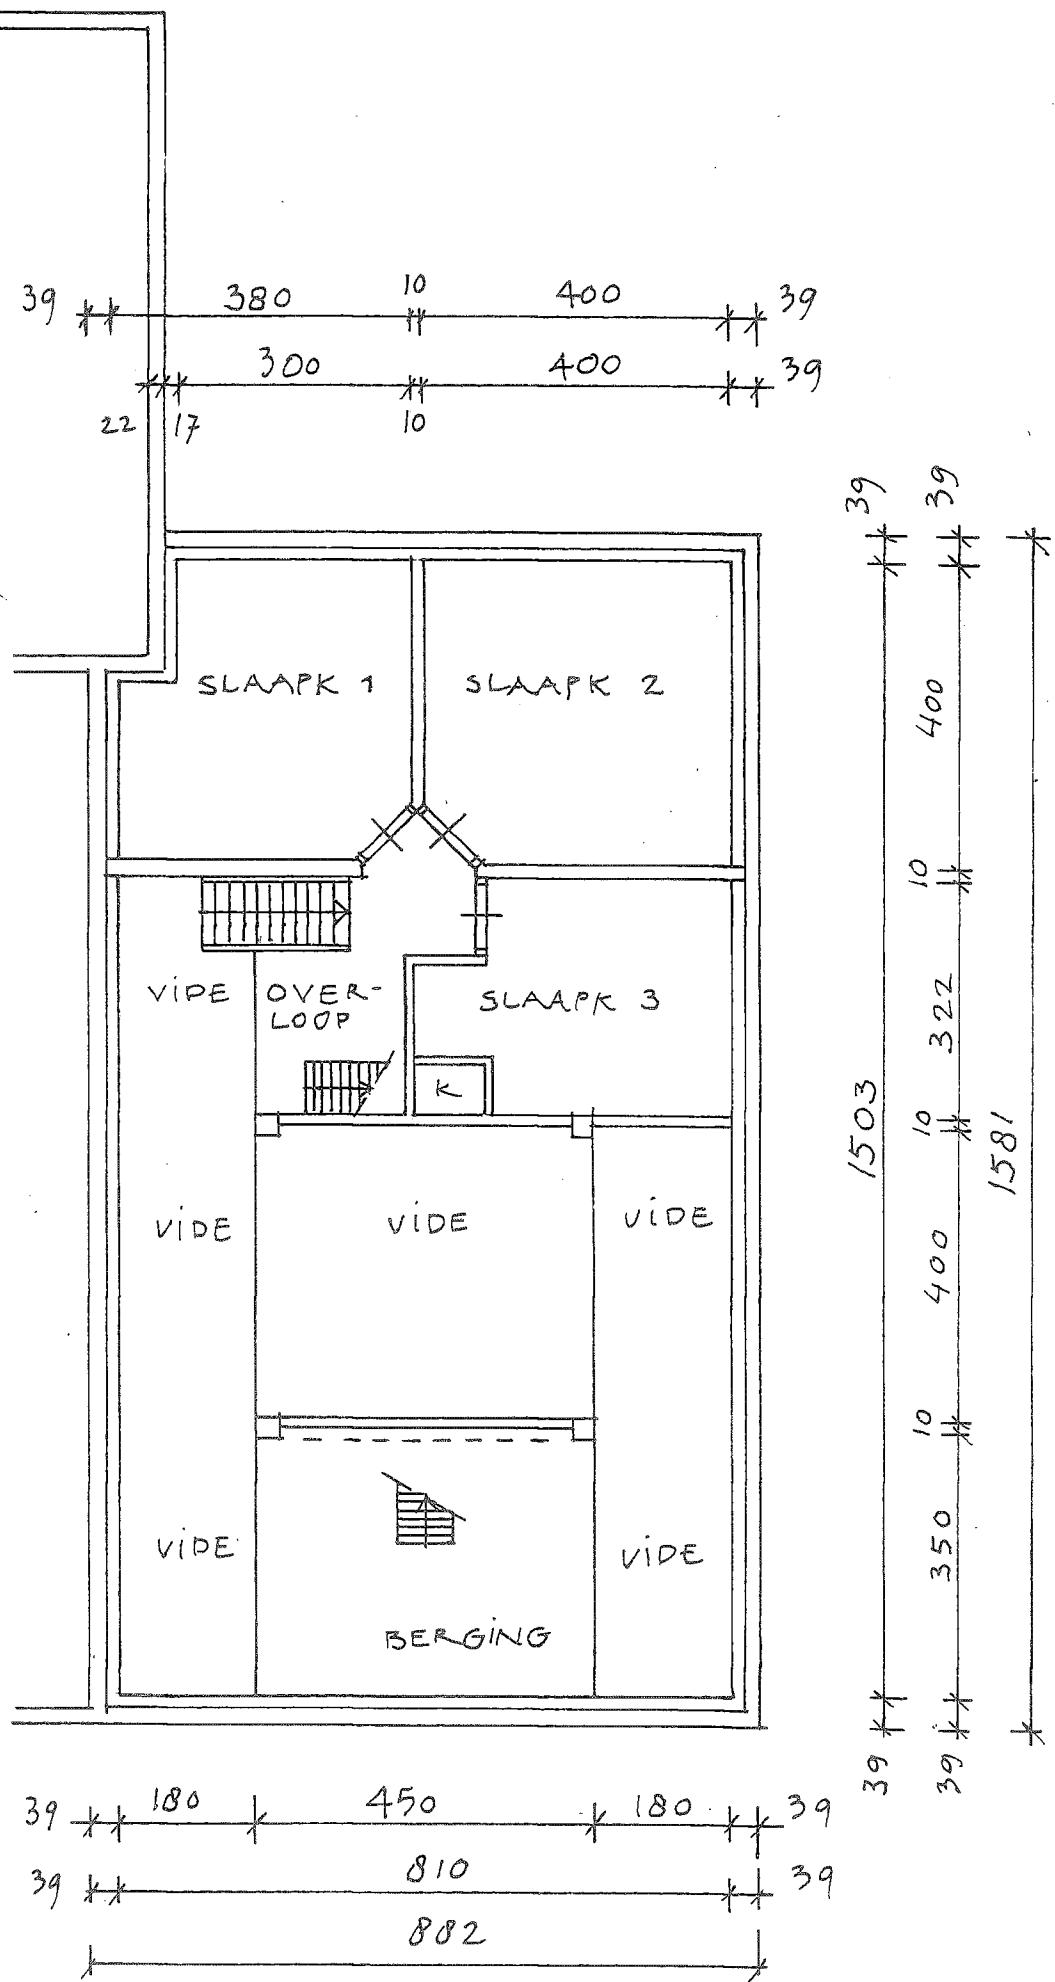 39 380 10 400 39
300 400 39
22 17 10
39 39
SLAAPK 1 SLAAPK 2
400
10
VIDE OVER-
LOOP
SLAAPK 3
322
K
1503 10 1581
VIDE VIDE VIDE
400
10
VIDE VIDE
350
BERGING
39 39
39 180 450 180 39
39 810 39
882